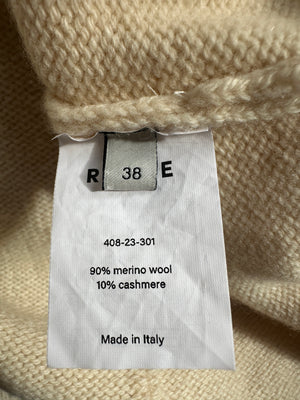 R 38 E
408-23-301
90% merino wool
10% cashmere
Made in Italy